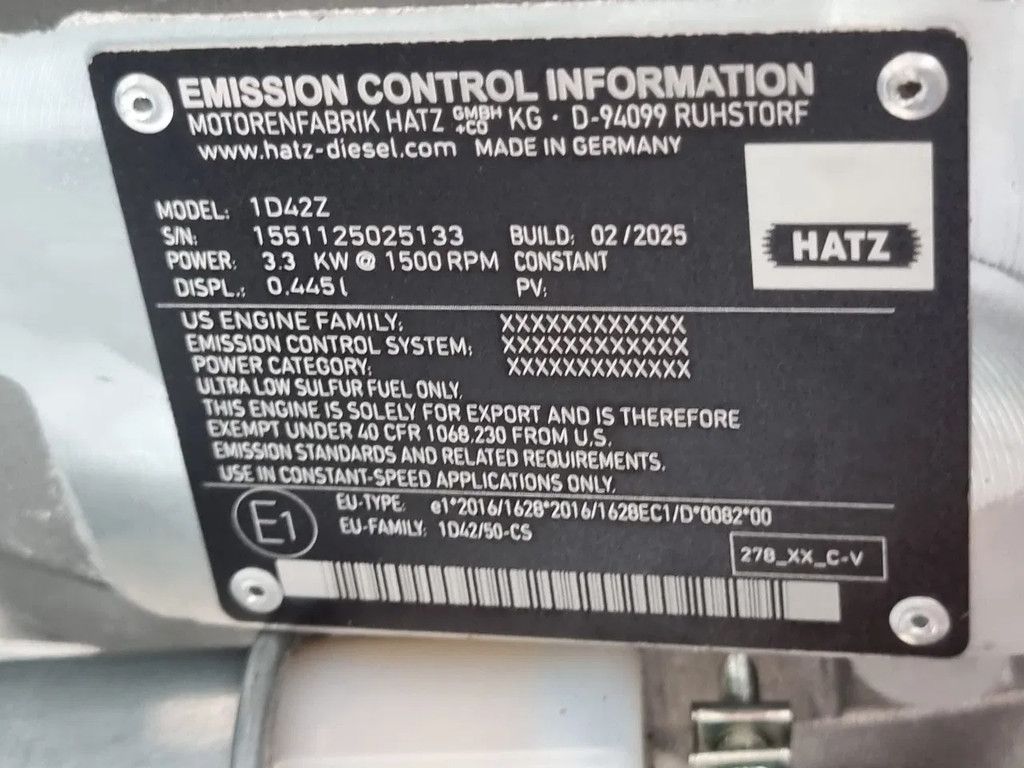 EMISSION CONTROL INFORMATION
MOTORENFABRIK HATZ GMBH +CO KG · D-94099 RUHSTORF
www.hatz-diesel.com MADE IN GERMANY
HATZ
MODEL: 1D42Z
S/N: 1551125025133 BUILD: 02/2025
POWER: 3.3 KW @ 1500 RPM CONSTANT
DISPL.: 0.445 l PV:
US ENGINE FAMILY: XXXXXXXXXXXX
EMISSION CONTROL SYSTEM: XXXXXXXXXXXX
POWER CATEGORY: XXXXXXXXXXXX
ULTRA LOW SULFUR FUEL ONLY.
THIS ENGINE IS SOLELY FOR EXPORT AND IS THEREFORE
EXEMPT UNDER 40 CFR 1068.230 FROM U.S.
EMISSION STANDARDS AND RELATED REQUIREMENTS.
USE IN CONSTANT-SPEED APPLICATIONS ONLY.
E1
EU-TYPE: e1*2016/1628*2016/1628EC1/D*0082*00
EU-FAMILY: 1D42/50-CS
278_XX_C-V